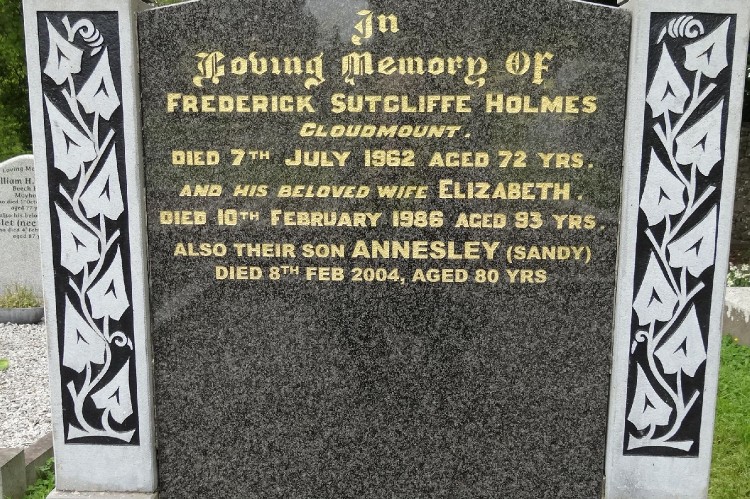 In
Loving Memory Of
FREDERICK SUTCLIFFE HOLMES
CLOUDMOUNT.
DIED 7TH JULY 1962 AGED 72 YRS.
AND HIS BELOVED WIFE ELIZABETH.
DIED 10TH FEBRUARY 1986 AGED 93 YRS.
ALSO THEIR SON ANNESLEY (SANDY)
DIED 8TH FEB 2004, AGED 80 YRS
Loving